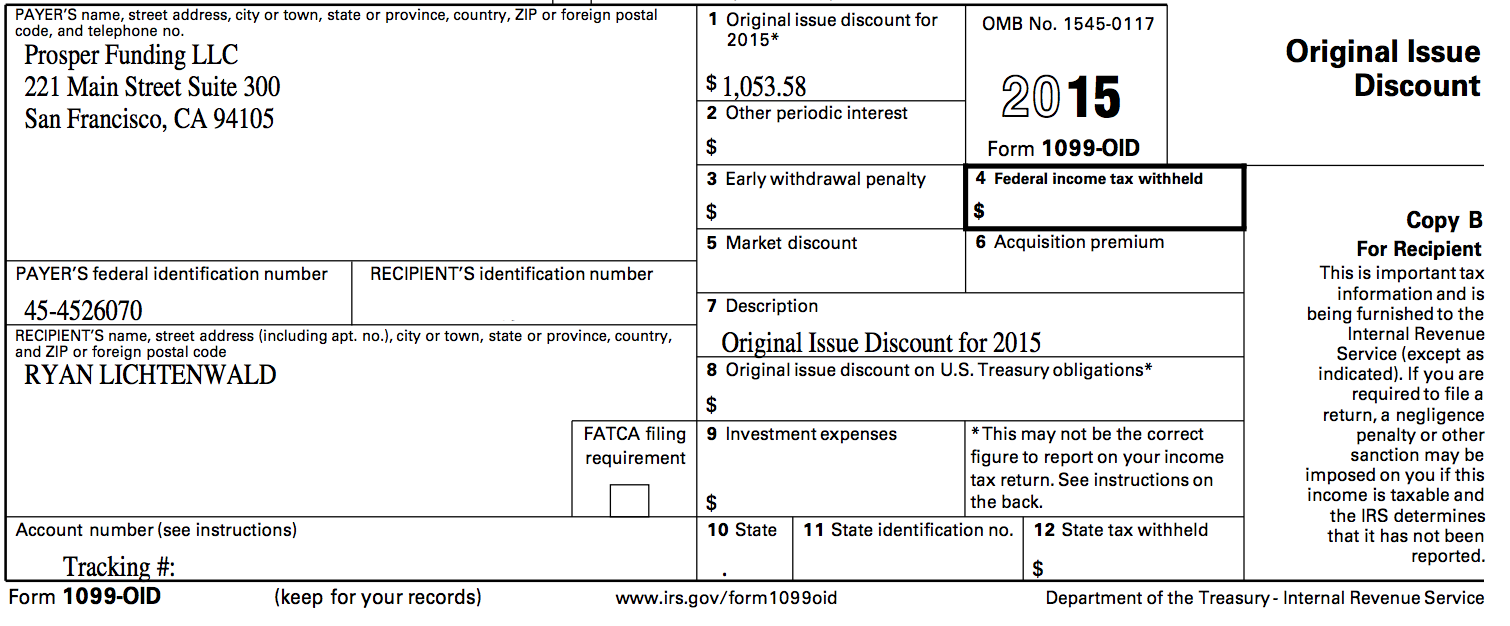 PAYER'S name, street address, city or town, state or province, country, ZIP or foreign postal
code, and telephone no.
Prosper Funding LLC
221 Main Street Suite 300
San Francisco, CA 94105
1 Original issue discount for
2015*
$ 1,053.58
OMB No. 1545-0117
2015
Form 1099-OID
Original Issue
Discount
2 Other periodic interest
$
3 Early withdrawal penalty
$
4 Federal income tax withheld
$
5 Market discount
6 Acquisition premium
Copy B
For Recipient
This is important tax
information and is
being furnished to the
Internal Revenue
Service (except as
indicated). If you are
required to file a
return, a negligence
penalty or other
sanction may be
imposed on you if this
income is taxable and
the IRS determines
that it has not been
reported.
PAYER'S federal identification number
45-4526070
RECIPIENT'S identification number
7 Description
Original Issue Discount for 2015
RECIPIENT'S name, street address (including apt. no.), city or town, state or province, country,
and ZIP or foreign postal code
RYAN LICHTENWALD
8 Original issue discount on U.S. Treasury obligations*
$
FATCA filing
requirement
9 Investment expenses
$
*This may not be the correct
figure to report on your income
tax return. See instructions on
the back.
Account number (see instructions)
Tracking #:
10 State
11 State identification no.
12 State tax withheld
$
Form 1099-OID
(keep for your records)
www.irs.gov/form1099oid
Department of the Treasury - Internal Revenue Service